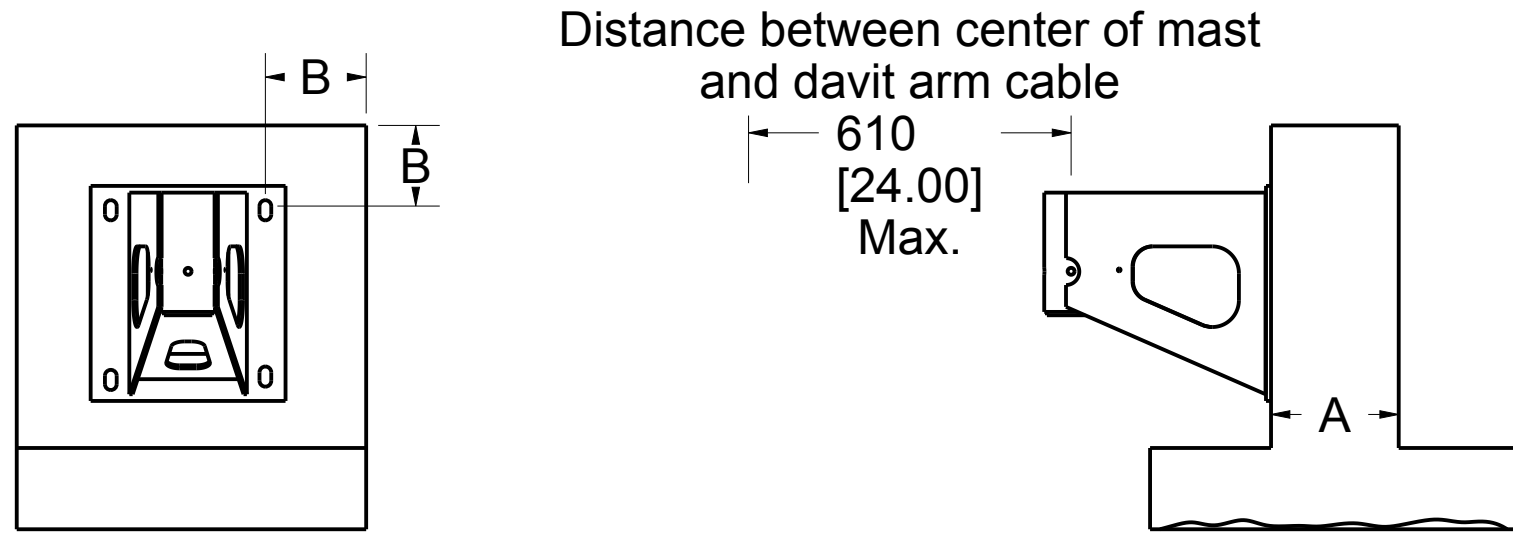 Distance between center of mast
and davit arm cable
B
610
B
[24.00]
Max.
A